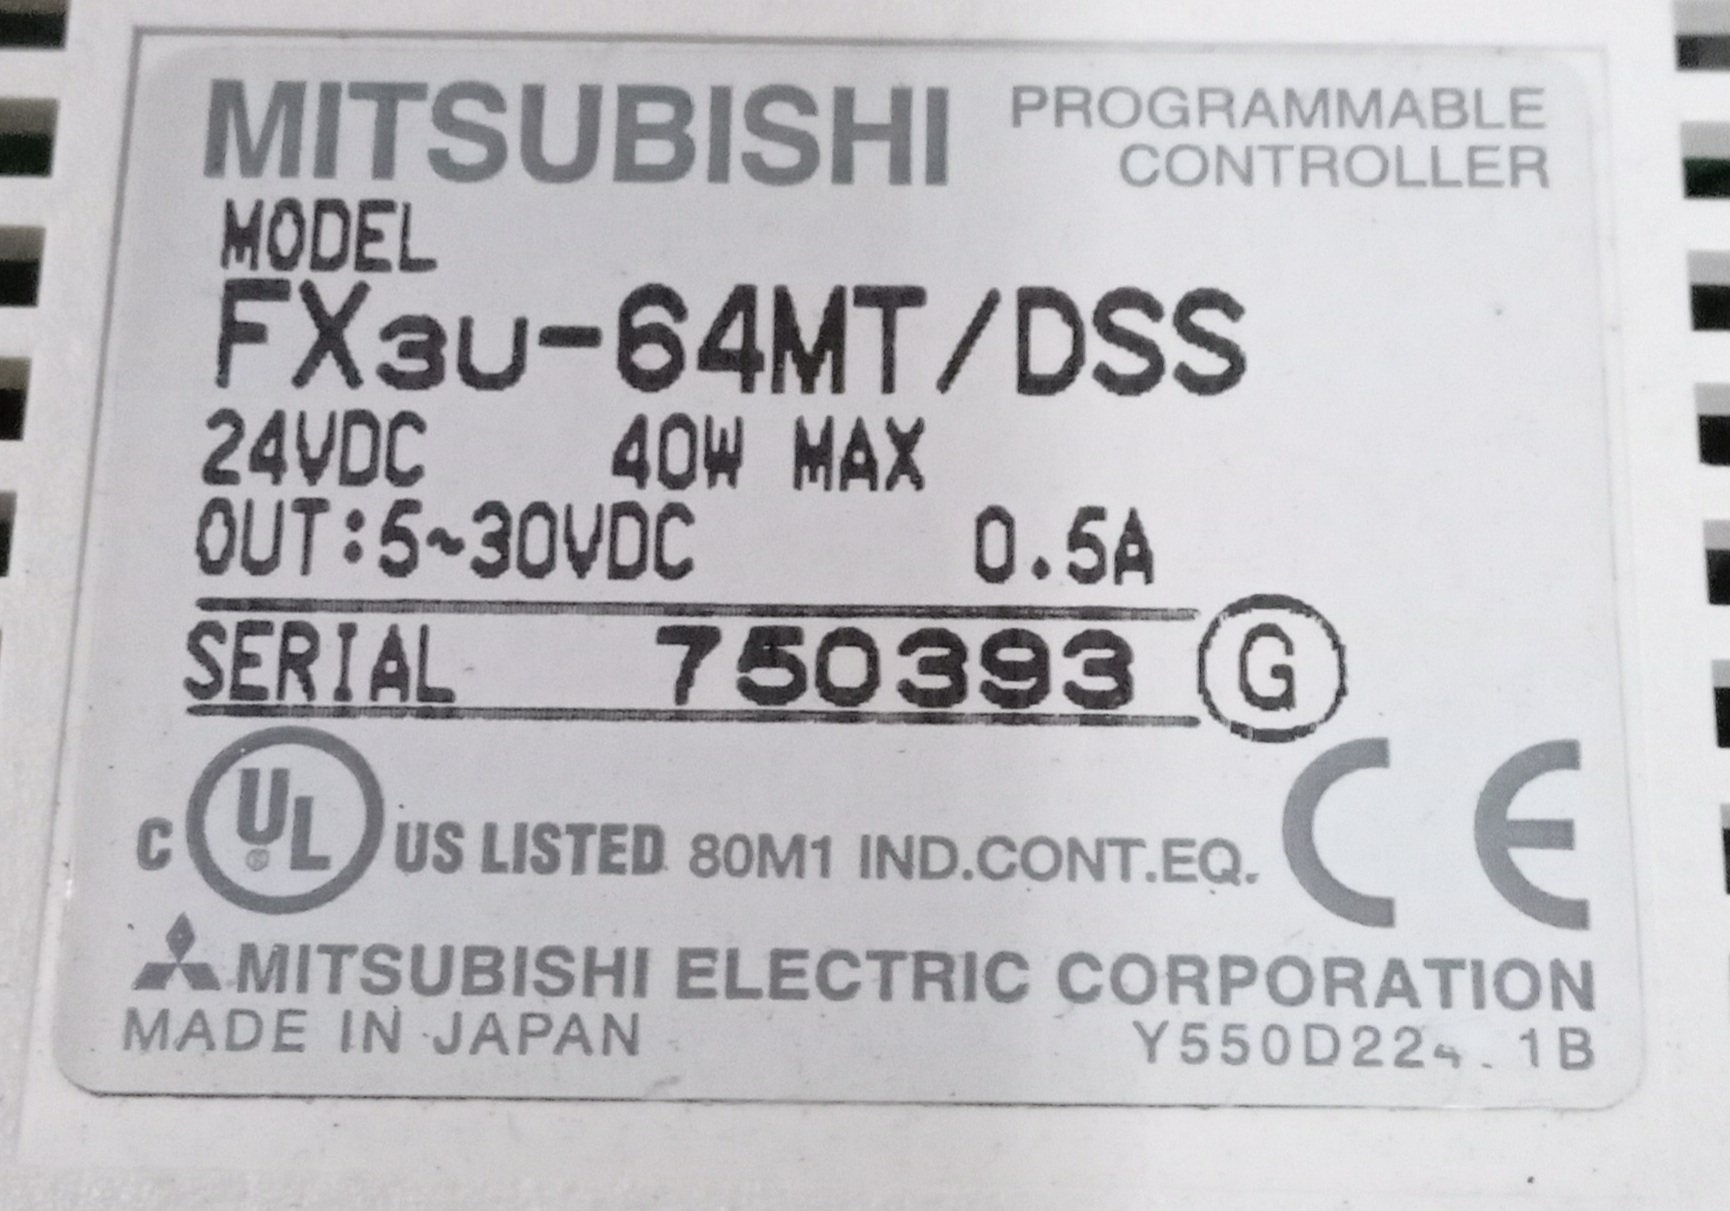 MITSUBISHI PROGRAMMABLE
CONTROLLER
MODEL
FX3U-64MT/DSS
24VDC 40W MAX
OUT:5~30VDC 0.5A
SERIAL 750393 G
C UL ® US LISTED 80M1 IND.CONT.EQ. CE
MITSUBISHI ELECTRIC CORPORATION
MADE IN JAPAN